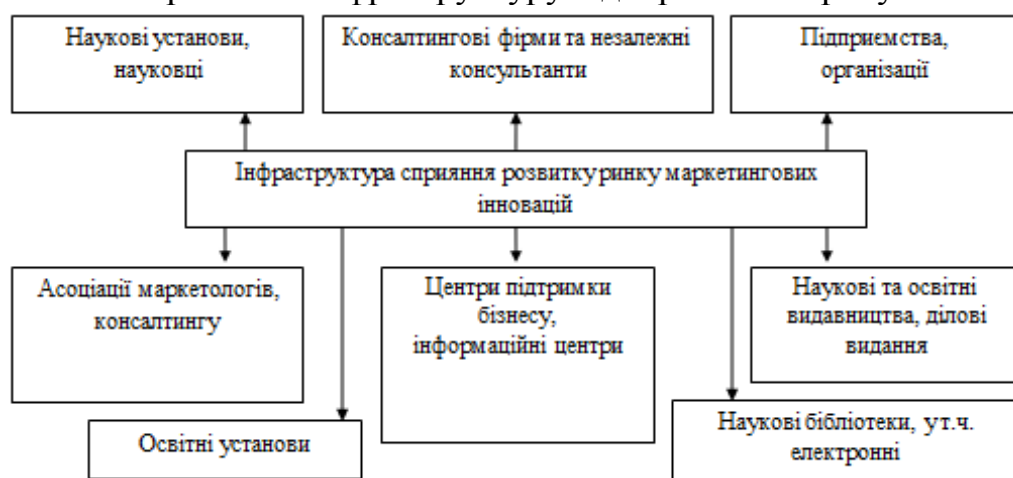 Наукові установи,
науковці
Консалтингові фірми та незалежні
консультанти
Підприємства,
організації
Інфраструктура сприяння розвитку ринку маркетингових
інновацій
Асоціації маркетологів,
консалтингу
Центри підтримки
бізнесу,
інформаційні центри
Наукові та освітні
видавництва, ділові
видання
Освітні установи
Наукові бібліотеки, у т.ч.
електронні